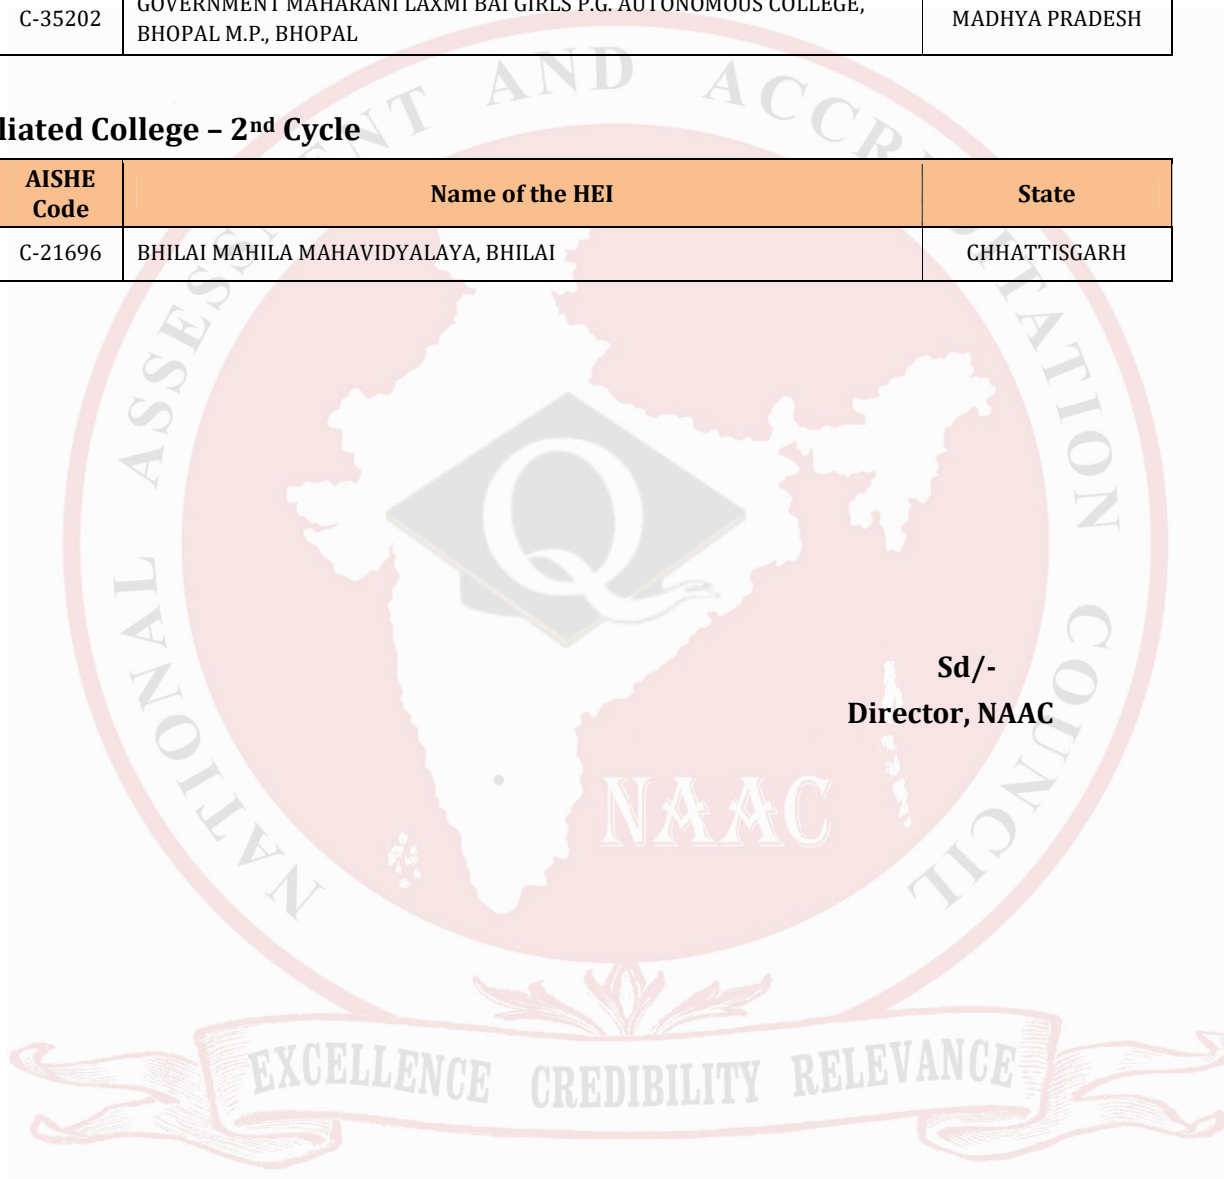 C-35202 GOVERNMENT MAHARANI LAXMI BAI GIRLS P.G. AUTONOMOUS COLLEGE, MADHYA PRADESH
BHOPAL M.P., BHOPAL
liated College – 2nd Cycle
AISHE Code Name of the HEI State
C-21696 BHILAI MAHILA MAHAVIDYALAYA, BHILAI CHHATTISGARH
Sd/-
Director, NAAC
NATIONAL ASSESSMENT AND ACCREDITATION COUNCIL
NAAC
EXCELLENCE CREDIBILITY RELEVANCE